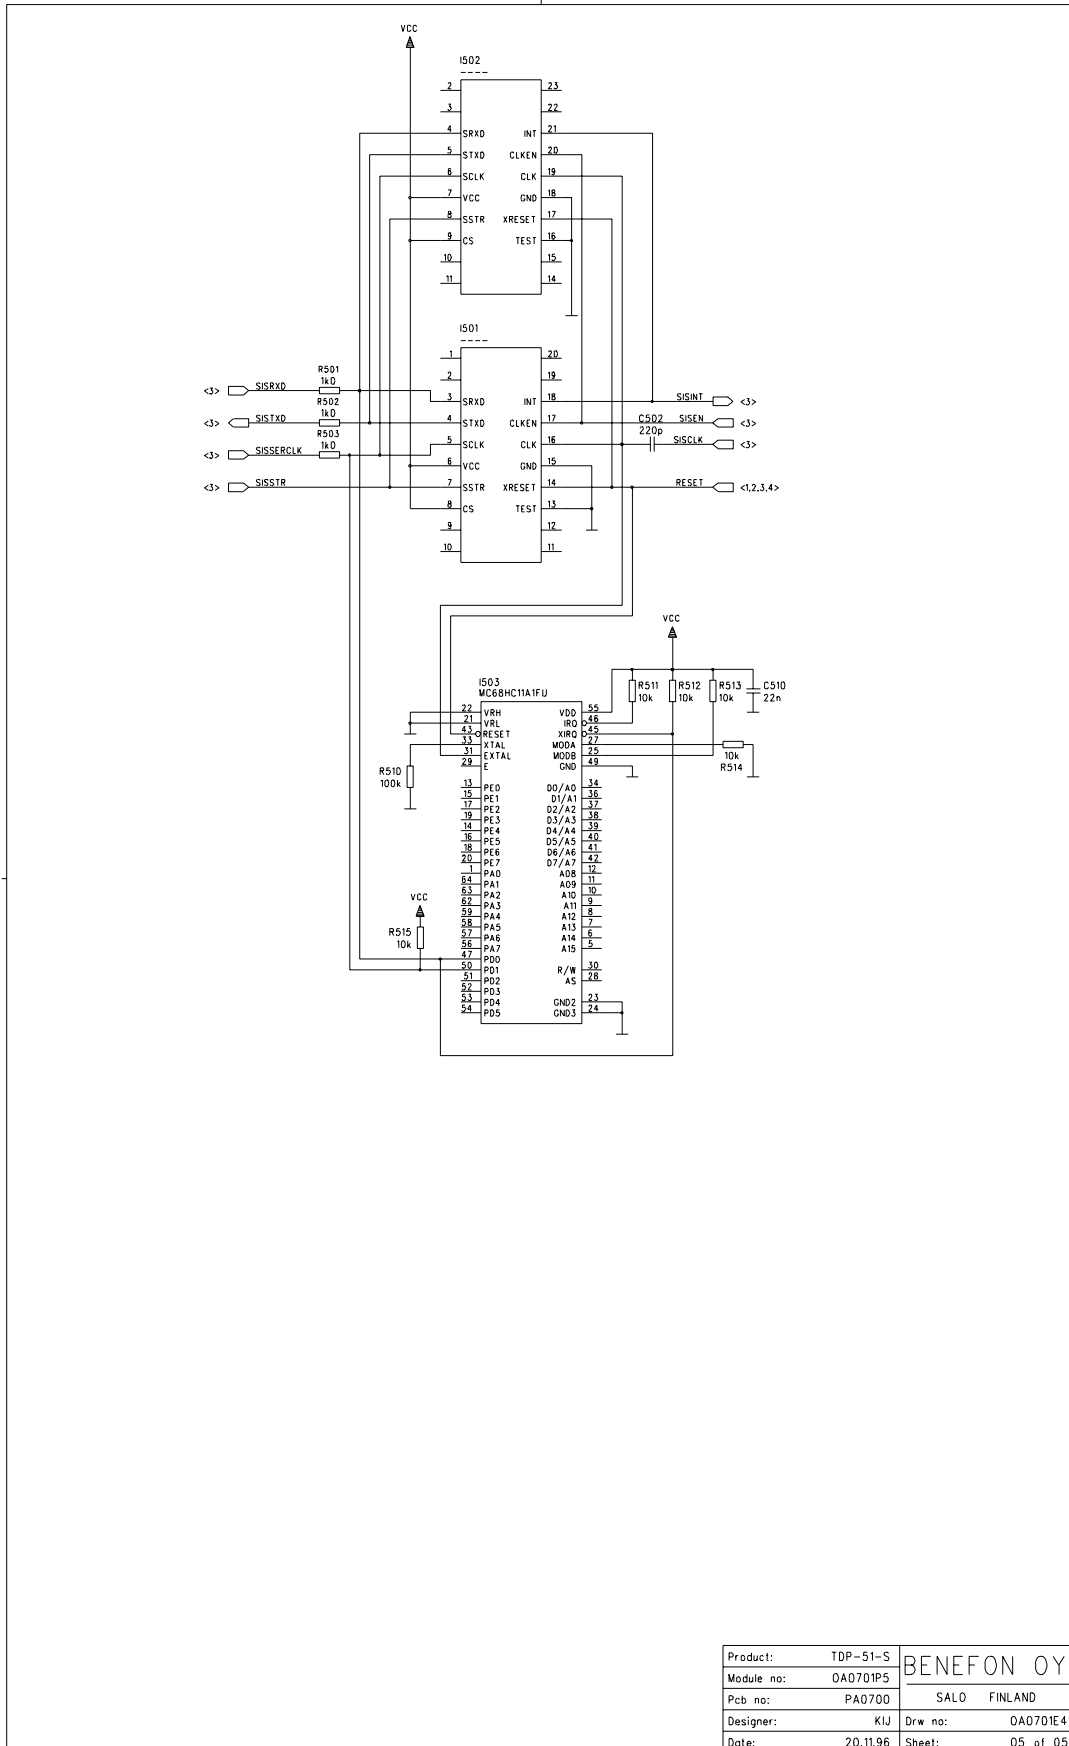 VCC
I502
----
2 23
3 22
4 SRXD INT 21
5 STXD CLKEN 20
6 SCLK CLK 19
7 VCC GND 18
8 SSTR XRESET 17
9 CS TEST 16
10 15
11 14
I501
----
1 20
2 19
3 SRXD INT 18
4 STXD CLKEN 17
5 SCLK CLK 16
6 VCC GND 15
7 SSTR XRESET 14
8 CS TEST 13
9 12
10 11
R501
1k0
<3> SISRXD
R502
1k0
<3> SISTXD
R503
1k0
<3> SISSERCLK
<3> SISSTR
SISINT <3>
C502
220p
SISEN <3>
SISCLK <3>
RESET <1,2,3,4>
VCC
R511
10k
R512
10k
R513
10k
C510
22n
I503
MC68HC11A1FU
22 VRH VDD 55
21 VRL IRQ 46
43 RESET XIRQ 45
33 XTAL MODA 27
31 EXTAL MODB 25
29 E GND 49
10k
R514
R510
100k
13 PE0 D0/A0 34
15 PE1 D1/A1 36
17 PE2 D2/A2 37
19 PE3 D3/A3 38
14 PE4 D4/A4 39
16 PE5 D5/A5 40
18 PE6 D6/A6 41
20 PE7 D7/A7 42
1 PA0 A08 12
64 PA1 A09 11
63 PA2 A10 10
62 PA3 A11 9
59 PA4 A12 8
58 PA5 A13 7
57 PA6 A14 6
56 PA7 A15 5
47 PD0
50 PD1 R/W 30
51 PD2 AS 28
52 PD3
53 PD4 GND2 23
54 PD5 GND3 24
VCC
R515
10k
Product: TDP-51-S
Module no: OA0701P5
Pcb no: PA0700
Designer: KIJ
Date: 20.11.96
BENEFON OY
SALO FINLAND
Drw no: OA0701E4
Sheet: 05 of 05